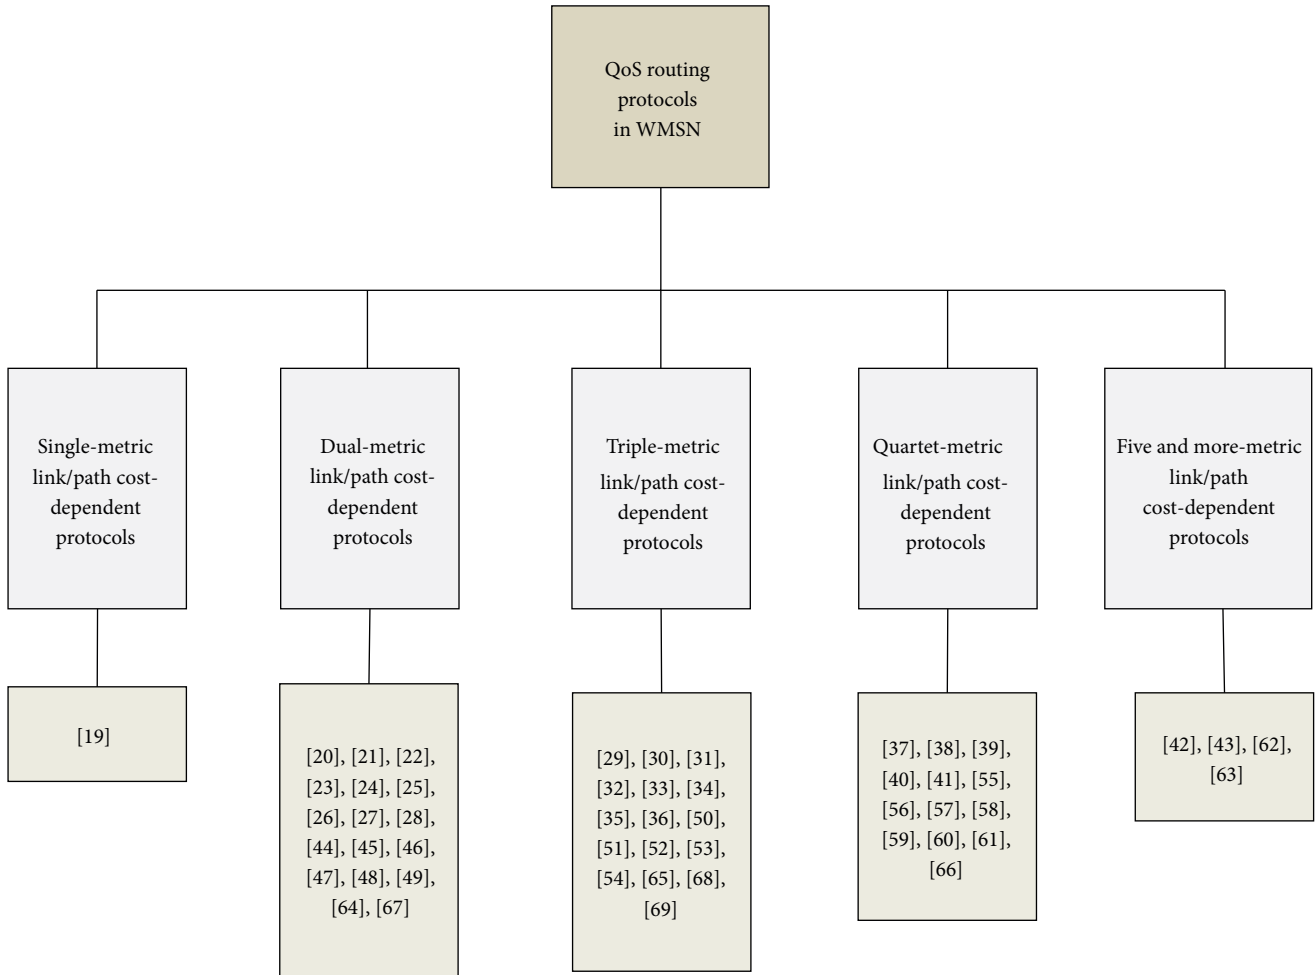 QoS routing
protocols
in WMSN
Single-metric
link/path cost-
dependent
protocols
Dual-metric
link/path cost-
dependent
protocols
Triple-metric
link/path cost-
dependent
protocols
Quartet-metric
link/path cost-
dependent
protocols
Five and more-metric
link/path
cost-dependent
protocols
[19]
[20], [21], [22],
[23], [24], [25],
[26], [27], [28],
[44], [45], [46],
[47], [48], [49],
[64], [67]
[29], [30], [31],
[32], [33], [34],
[35], [36], [50],
[51], [52], [53],
[54], [65], [68],
[69]
[37], [38], [39],
[40], [41], [55],
[56], [57], [58],
[59], [60], [61],
[66]
[42], [43], [62],
[63]